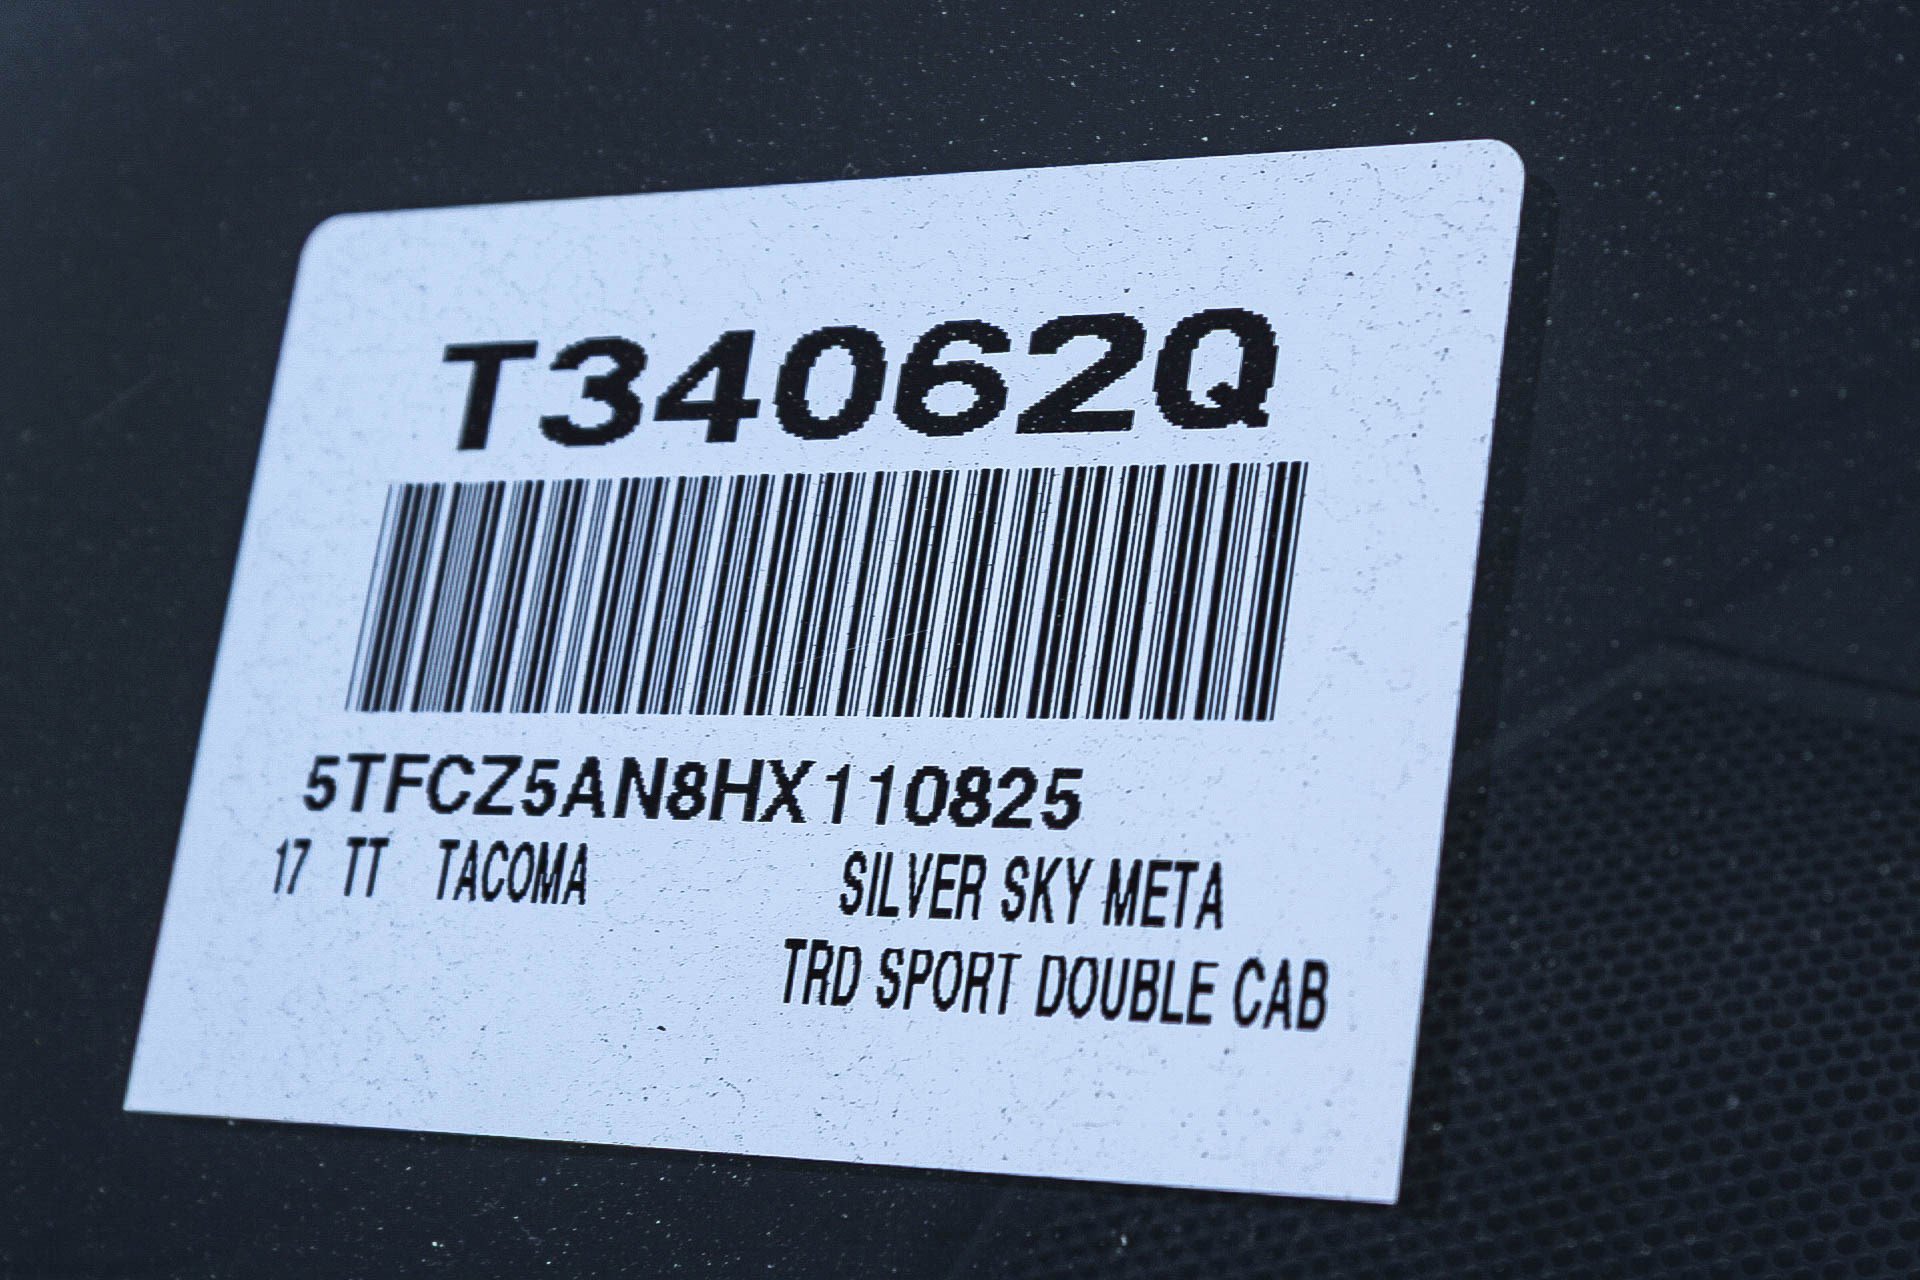 T34062Q
5TFCZ5AN8HX110825
17 TT TACOMA SILVER SKY META
TRD SPORT DOUBLE CAB